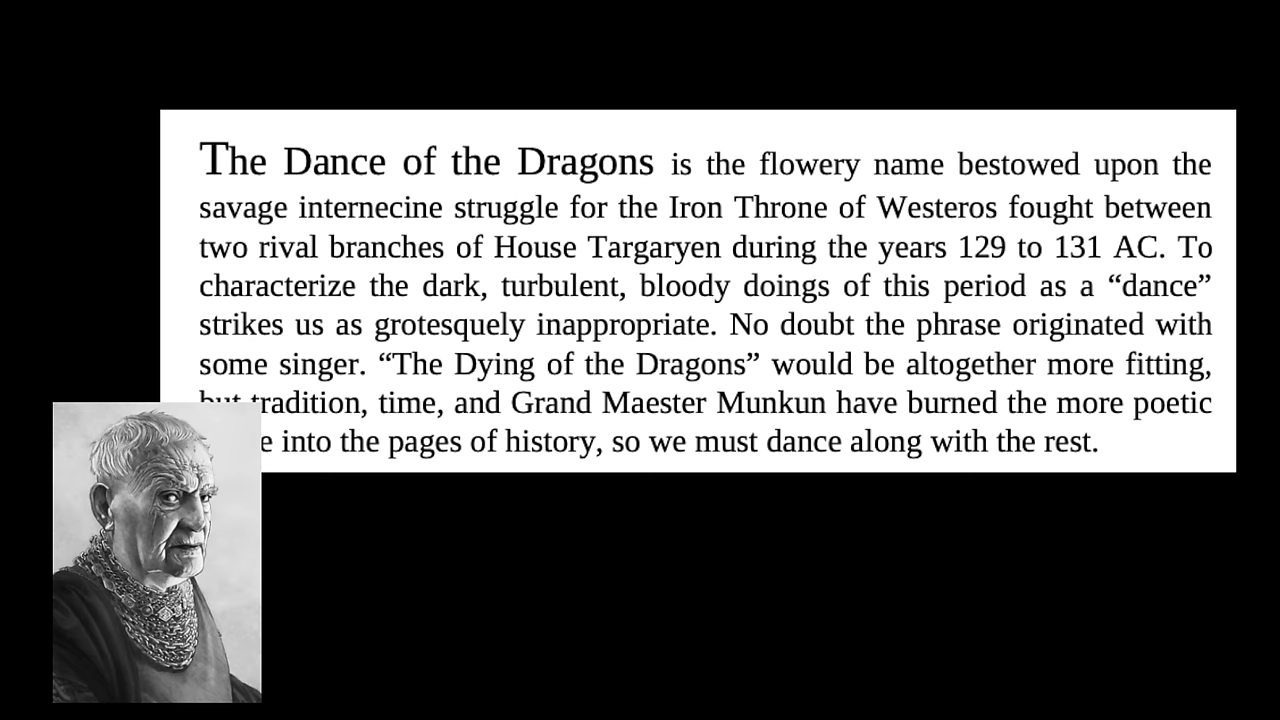 The Dance of the Dragons is the flowery name bestowed upon the
savage internecine struggle for the Iron Throne of Westeros fought between
two rival branches of House Targaryen during the years 129 to 131 AC. To
characterize the dark, turbulent, bloody doings of this period as a “dance”
strikes us as grotesquely inappropriate. No doubt the phrase originated with
some singer. “The Dying of the Dragons” would be altogether more fitting,
but tradition, time, and Grand Maester Munkun have burned the more poetic
into the pages of history, so we must dance along with the rest.